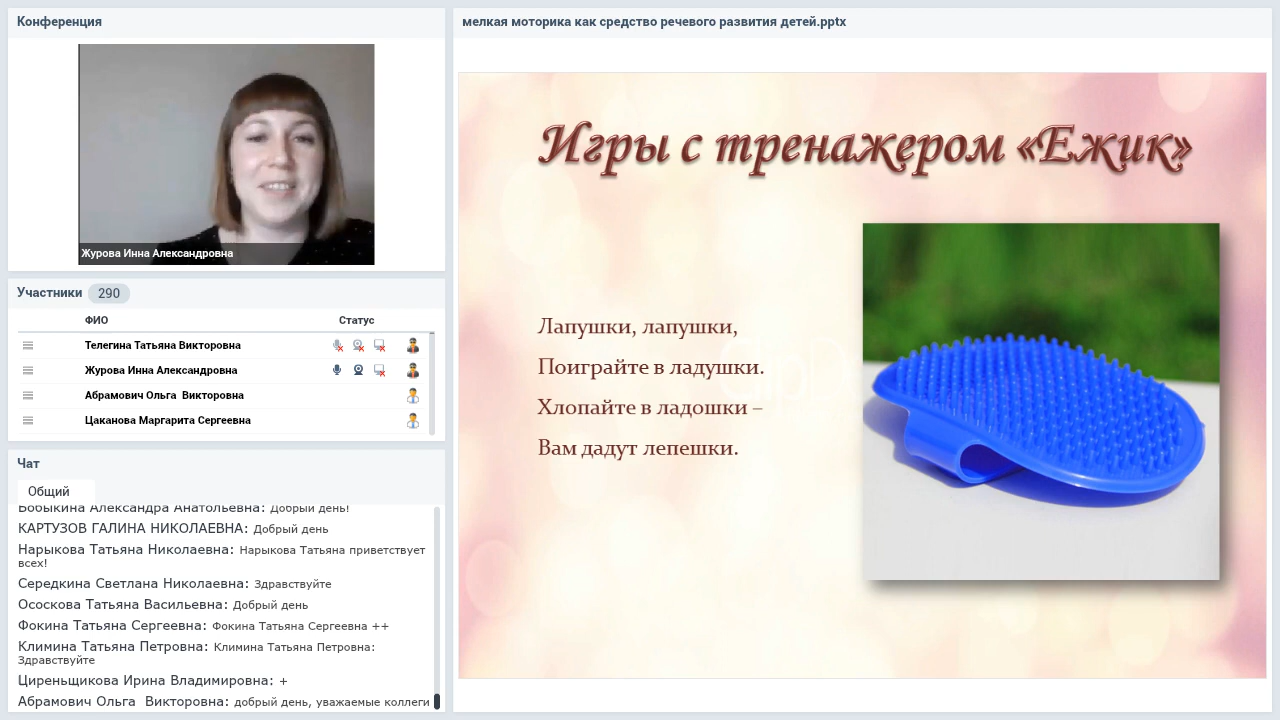 Конференция
Журова Инна Александровна
Участники 290
ФИО Статус
Телегина Татьяна Викторовна
Журова Инна Александровна
Абрамович Ольга Викторовна
Цаканова Маргарита Сергеевна
Чат
Общий
Бобыкина Александра Анатольевна: Добрый день!
КАРТУЗОВ ГАЛИНА НИКОЛАЕВНА: Добрый день
Нарыкова Татьяна Николаевна: Нарыкова Татьяна приветствует
всех!
Середкина Светлана Николаевна: Здравствуйте
Ососкова Татьяна Васильевна: Добрый день
Фокина Татьяна Сергеевна: Фокина Татьяна Сергеевна ++
Климина Татьяна Петровна: Климина Татьяна Петровна:
Здравствуйте
Циреньщикова Ирина Владимировна: +
Абрамович Ольга Викторовна: добрый день, уважаемые коллеги
мелкая моторика как средство речевого развития детей.pptx
Игры с тренажером «Ежик»
Лапушки, лапушки,
Поиграйте в ладушки.
Хлопайте в ладошки –
Вам дадут лепешки.